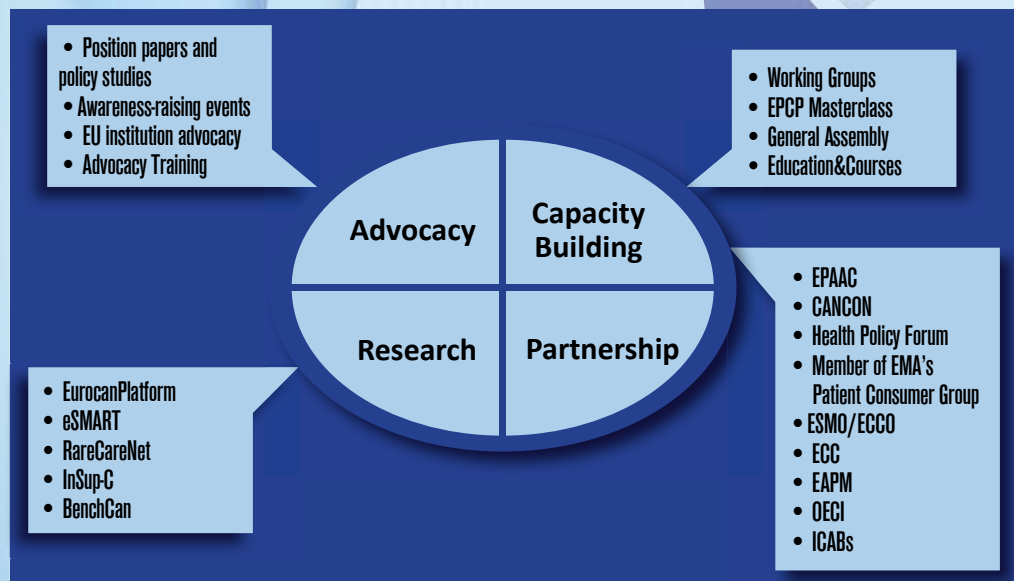 • Position papers and
policy studies
• Awareness-raising events
• EU institution advocacy
• Advocacy Training
• Working Groups
• EPCP Masterclass
• General Assembly
• Education&Courses
Advocacy
Capacity
Building
Research
Partnership
• EurocanPlatform
• eSMART
• RareCareNet
• InSup-C
• BenchCan
• EPAAC
• CANCON
• Health Policy Forum
• Member of EMA's
Patient Consumer Group
• ESMO/ECCO
• ECC
• EAPM
• OECI
• ICABs